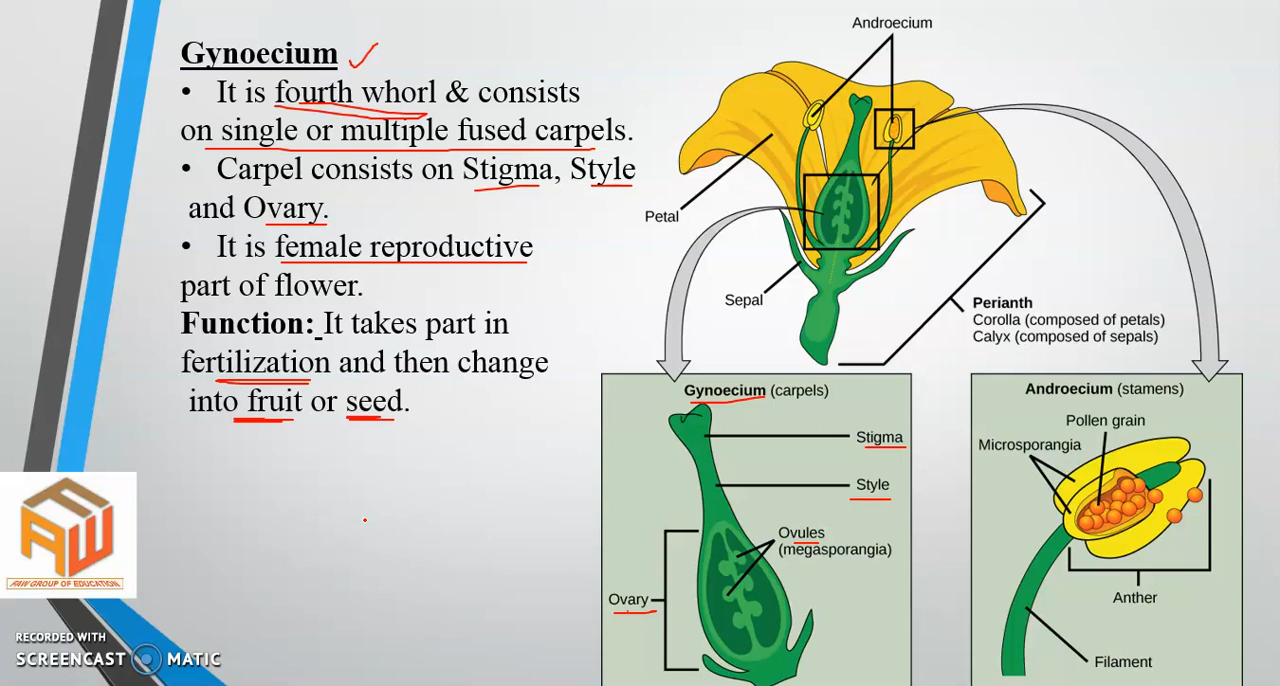 Gynoecium
• It is fourth whorl & consists
on single or multiple fused carpels.
• Carpel consists on Stigma, Style
and Ovary.
• It is female reproductive
part of flower.
Function: It takes part in
fertilization and then change
into fruit or seed.
Androecium
Petal
Sepal
Perianth
Corolla (composed of petals)
Calyx (composed of sepals)
Gynoecium (carpels)
Stigma
Style
Ovules
(megasporangia)
Ovary
Androecium (stamens)
Pollen grain
Microsporangia
Anther
Filament
FAW GROUP OF EDUCATION
RECORDED WITH
SCREENCAST MATIC